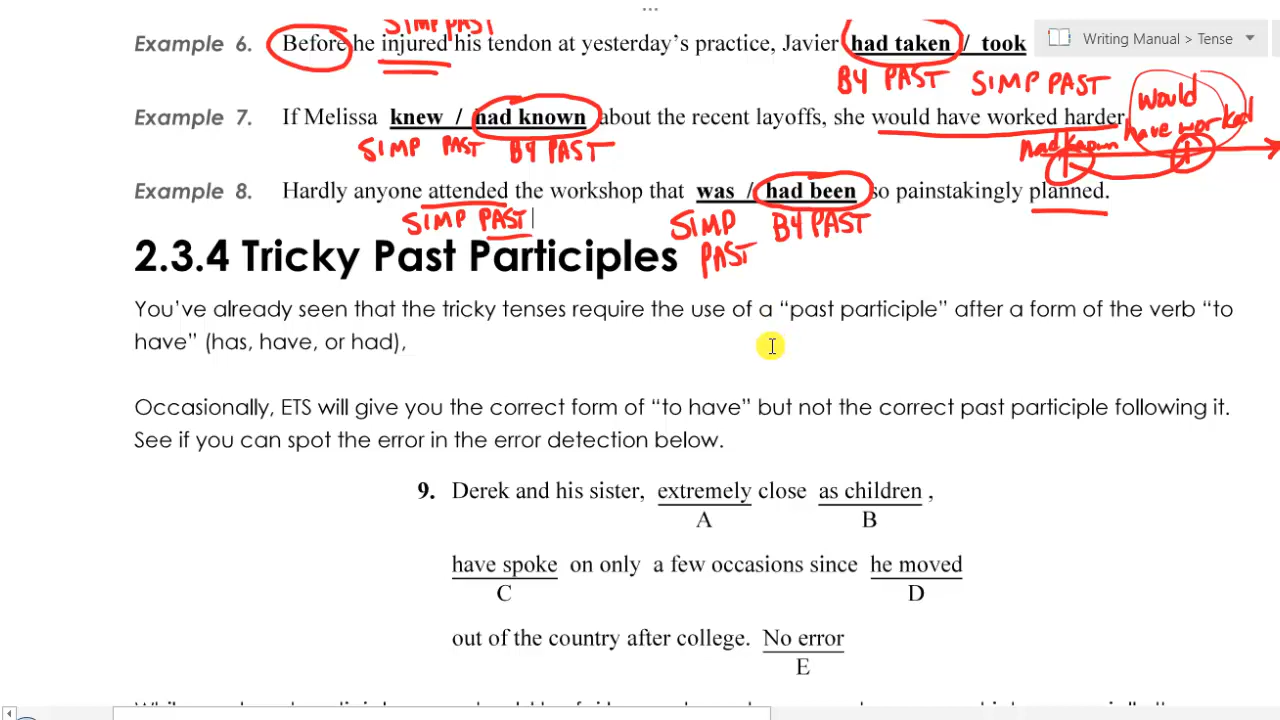 SIMP PAST
Example 6. Before he injured his tendon at yesterday's practice, Javier had taken / took
Writing Manual > Tense
BY PAST SIMP PAST
would
have worked
Example 7. If Melissa knew / had known about the recent layoffs, she would have worked harder
SIMP PAST BY PAST
had known
Example 8. Hardly anyone attended the workshop that was / had been so painstakingly planned.
SIMP PAST SIMP PAST BY PAST
2.3.4 Tricky Past Participles
You've already seen that the tricky tenses require the use of a “past participle” after a form of the verb “to
have” (has, have, or had),
Occasionally, ETS will give you the correct form of “to have” but not the correct past participle following it.
See if you can spot the error in the error detection below.
9. Derek and his sister, extremely close as children ,
A B
have spoke on only a few occasions since he moved
C D
out of the country after college. No error
E